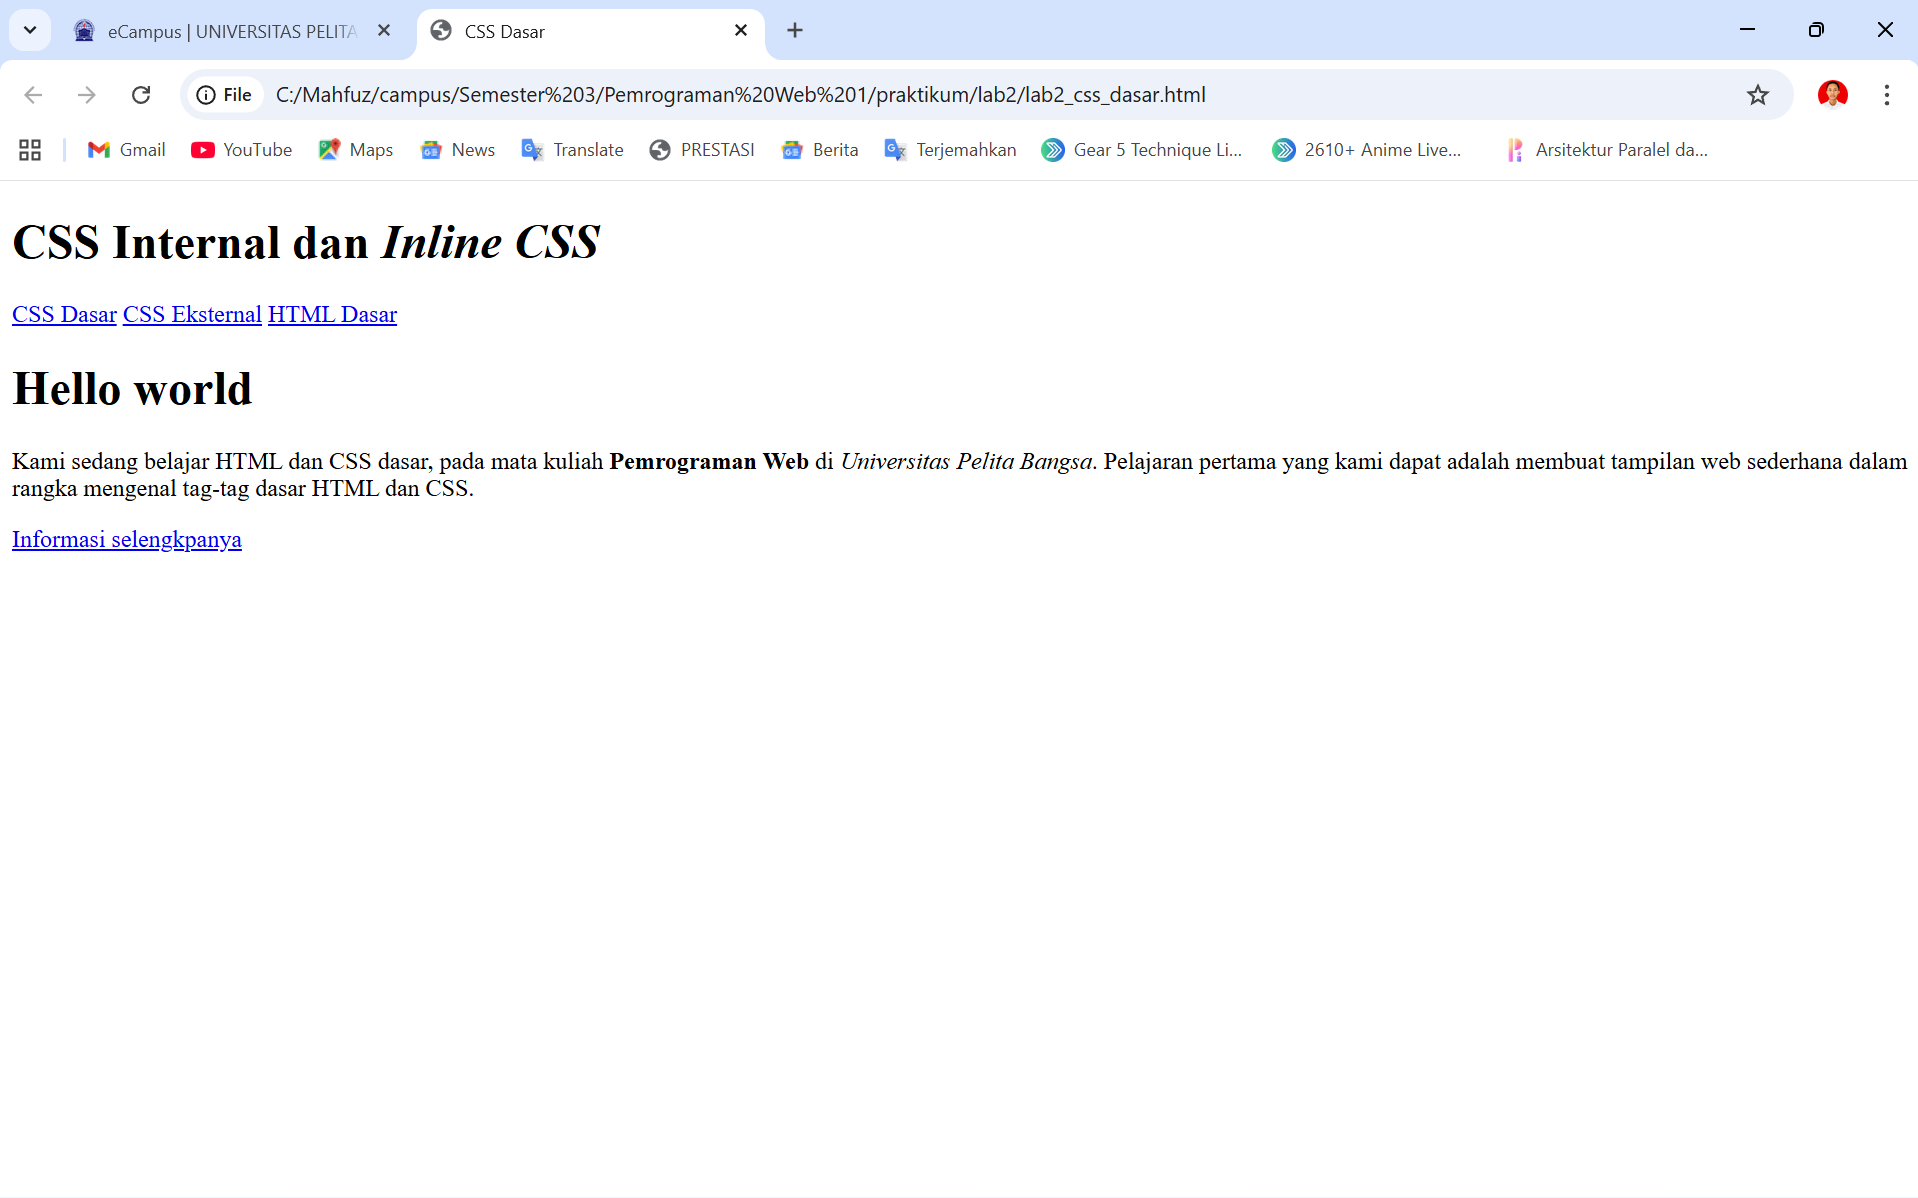 eCampus | UNIVERSITAS PELITA
CSS Dasar
File C:/Mahfuz/campus/Semester%203/Pemrograman%20Web%201/praktikum/lab2/lab2_css_dasar.html
Gmail YouTube Maps News Translate PRESTASI Berita Terjemahkan Gear 5 Technique Li... 2610+ Anime Live... Arsitektur Paralel da...
CSS Internal dan Inline CSS
CSS Dasar CSS Eksternal HTML Dasar
Hello world
Kami sedang belajar HTML dan CSS dasar, pada mata kuliah Pemrograman Web di Universitas Pelita Bangsa. Pelajaran pertama yang kami dapat adalah membuat tampilan web sederhana dalam
rangka mengenal tag-tag dasar HTML dan CSS.
Informasi selengkpanya